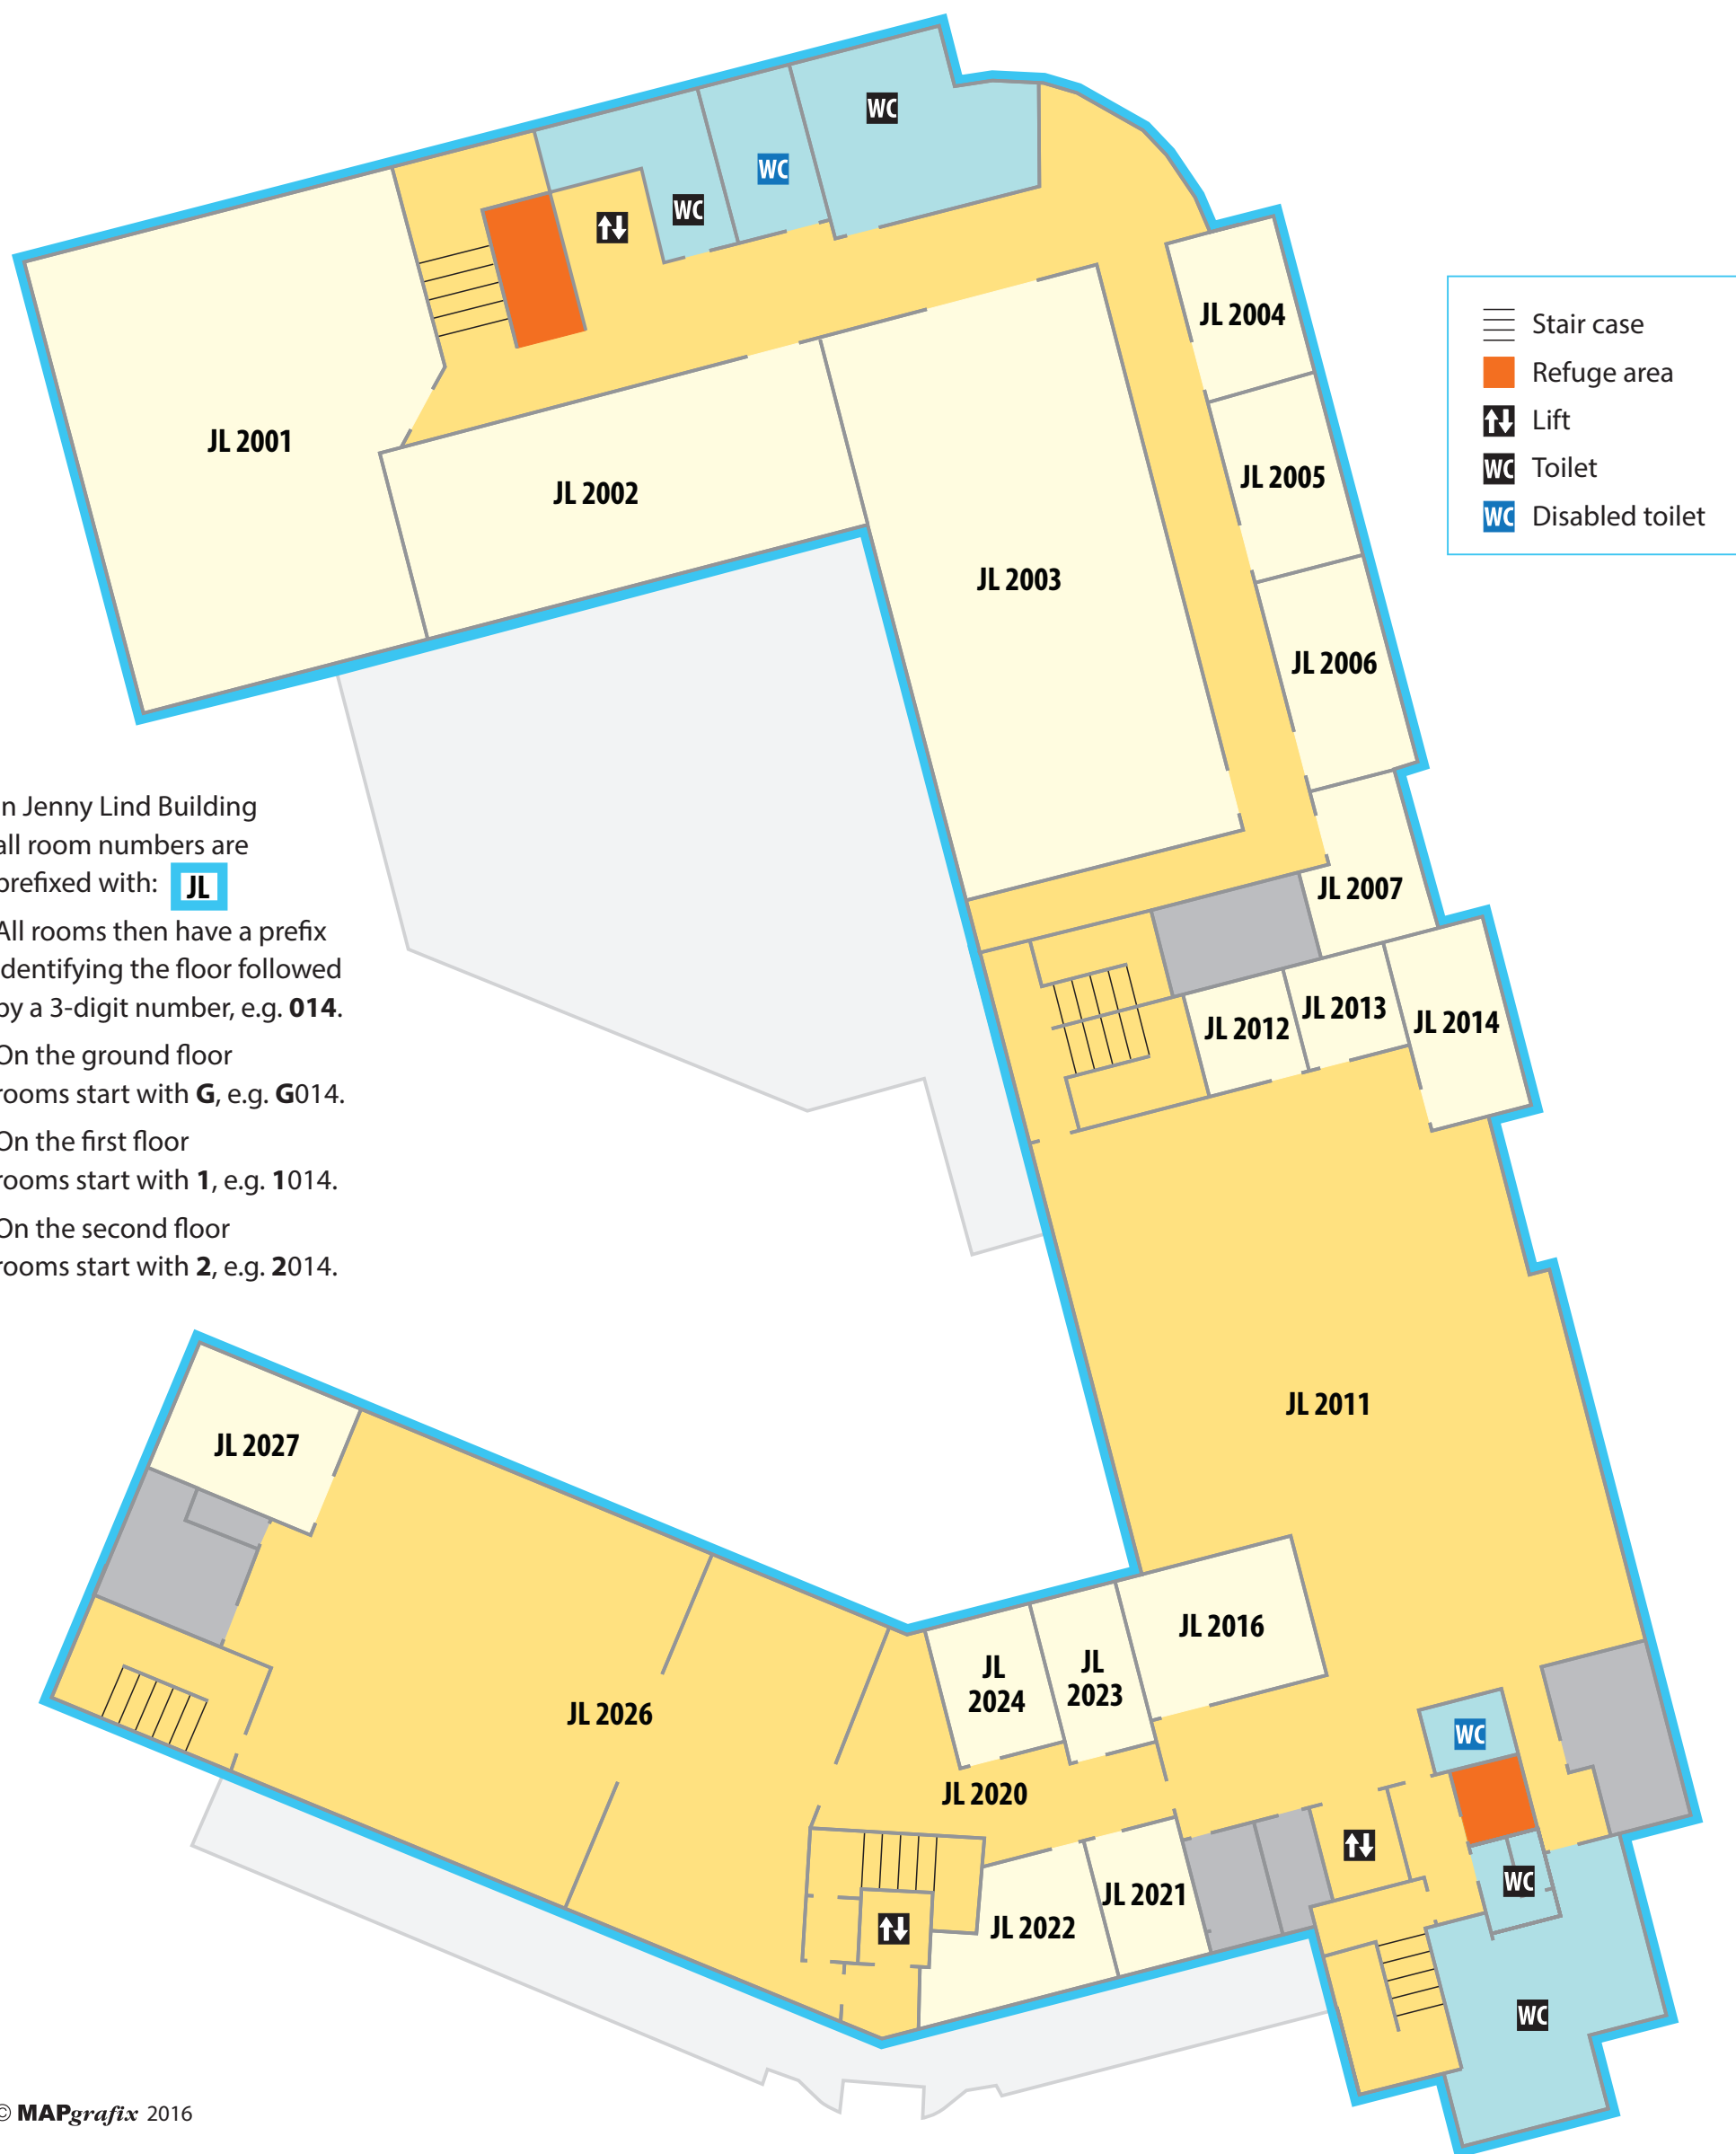 WC
WC
WC
JL 2004
Stair case
Refuge area
Lift
WC Toilet
WC Disabled toilet
JL 2001
JL 2002
JL 2005
JL 2003
JL 2006
n Jenny Lind Building
all room numbers are
prefixed with: JL
All rooms then have a prefix
dentifying the floor followed
by a 3-digit number, e.g. 014.
On the ground floor
rooms start with G, e.g. G014.
On the first floor
rooms start with 1, e.g. 1014.
On the second floor
rooms start with 2, e.g. 2014.
JL 2007
JL 2012
JL 2013
JL 2014
JL 2011
JL 2027
JL 2026
JL
2024
JL
2023
JL 2016
JL 2020
WC
JL 2022
JL 2021
WC
WC
© MAPgrafix 2016